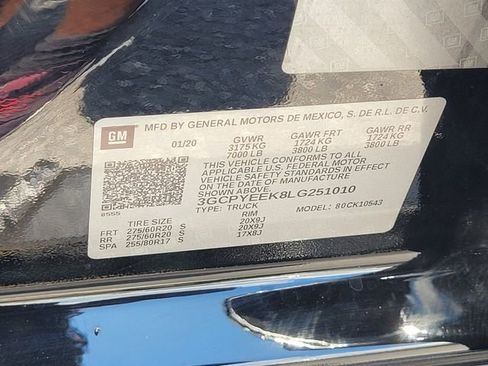 GM
MFD BY GENERAL MOTORS DE MEXICO, S. DE R.L. DE C.V.
01/20 GVWR GAWR FRT GAWR RR
3175 KG 1724 KG 1724 KG
7000 LB 3800 LB 3800 LB
THIS VEHICLE CONFORMS TO ALL APPLICABLE
U.S. FEDERAL MOTOR
VEHICLE SAFETY STANDARDS IN EFFECT ON THE DATE OF MANUFACTURE
SHOWN ABOVE.
3GCPYEEK8LG251010
TYPE: TRUCK MODEL: 80CK10543
8555
TIRE SIZE RIM
FRT 275/60R20 S 20X9J
RR 275/60R20 S 20X9J
SPA 255/80R17 S 17X8J